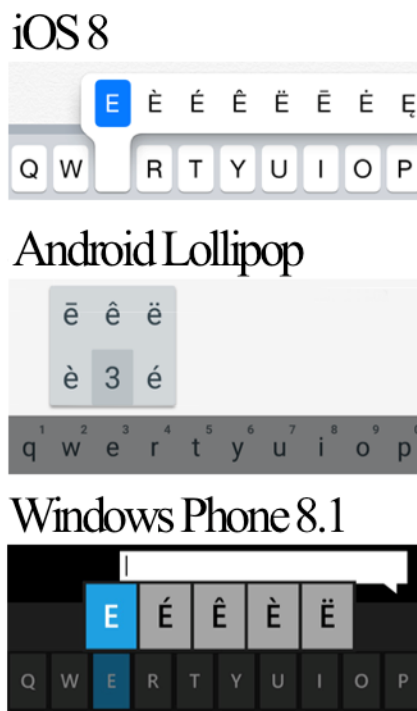 iOS 8
E È É Ê Ë Ē Ė Ę
Q W R T Y U I O P
Android Lollipop
ē ê ë
è 3 é
1 2 3 4 5 6 7 8 9
q w e r t y u i o p
Windows Phone 8.1
E É Ê È Ë
Q W E R T Y U I O P